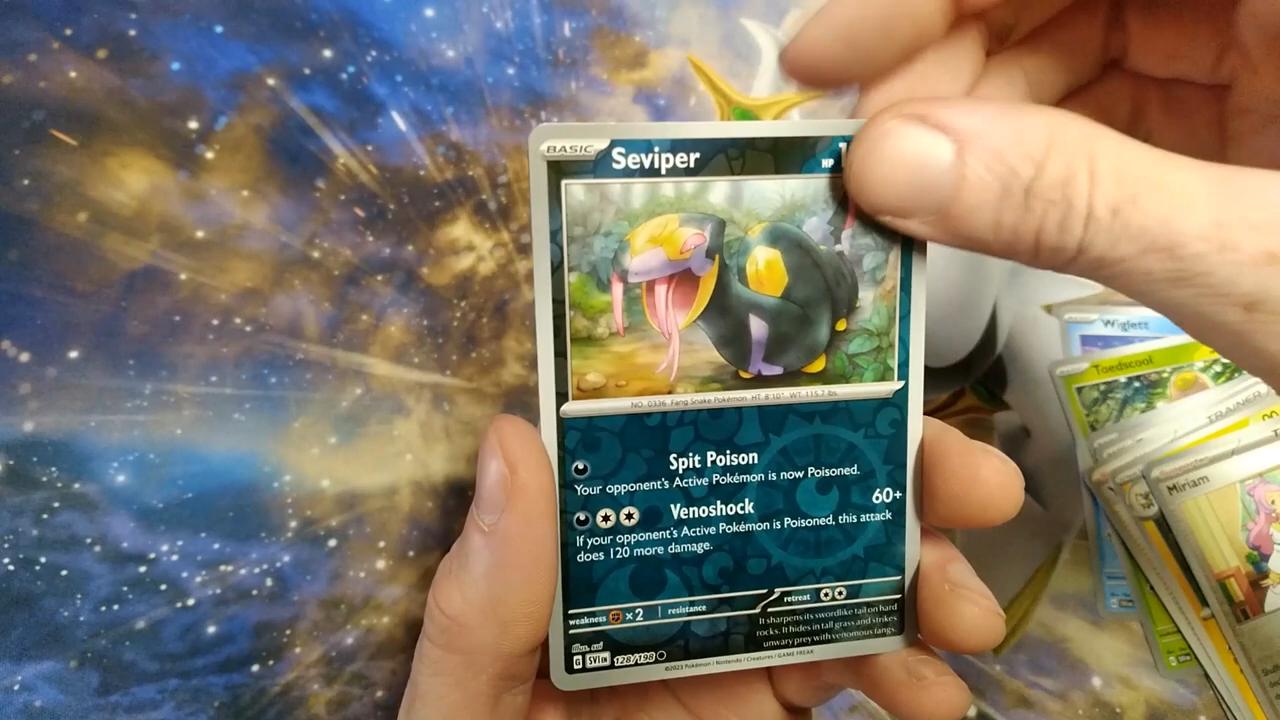 BASIC Seviper HP 1
NO. 0336 Fang Snake Pokémon HT: 8'10" WT: 115.7 lbs.
Spit Poison
Your opponent's Active Pokémon is now Poisoned.
Venoshock 60+
If your opponent's Active Pokémon is Poisoned, this attack
does 120 more damage.
weakness ×2 resistance retreat
It sharpens its swordlike tail on hard
rocks. It hides in tall grass and strikes
unwary prey with venomous fangs.
Illus. sui
G SVI EN 128/198
©2023 Pokémon / Nintendo / Creatures / GAME FREAK
Wiglett
Toedscool
TRAINER
Miriam